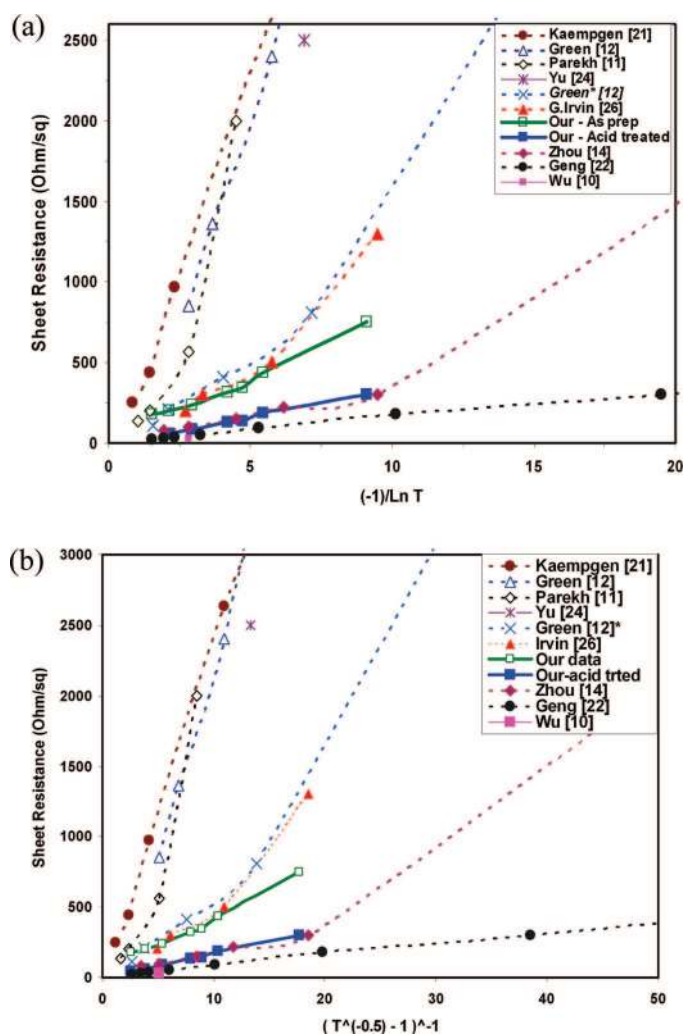 (a)
2500
2000
1500
1000
500
0
Sheet Resistance (Ohm/sq)
Kaempgen [21]
Green [12]
Parekh [11]
Yu [24]
Green* [12]
G.Irvin [26]
Our - As prep
Our - Acid treated
Zhou [14]
Geng [22]
Wu [10]
0 5 10 15 20
(-1)/Ln T
(b)
3000
2500
2000
1500
1000
500
0
Sheet Resistance (Ohm/sq)
Kaempgen [21]
Green [12]
Parekh [11]
Yu [24]
Green [12]*
Irvin [26]
Our data
Our-acid trted
Zhou [14]
Geng [22]
Wu [10]
0 10 20 30 40 50
( T^(-0.5) - 1 )^-1